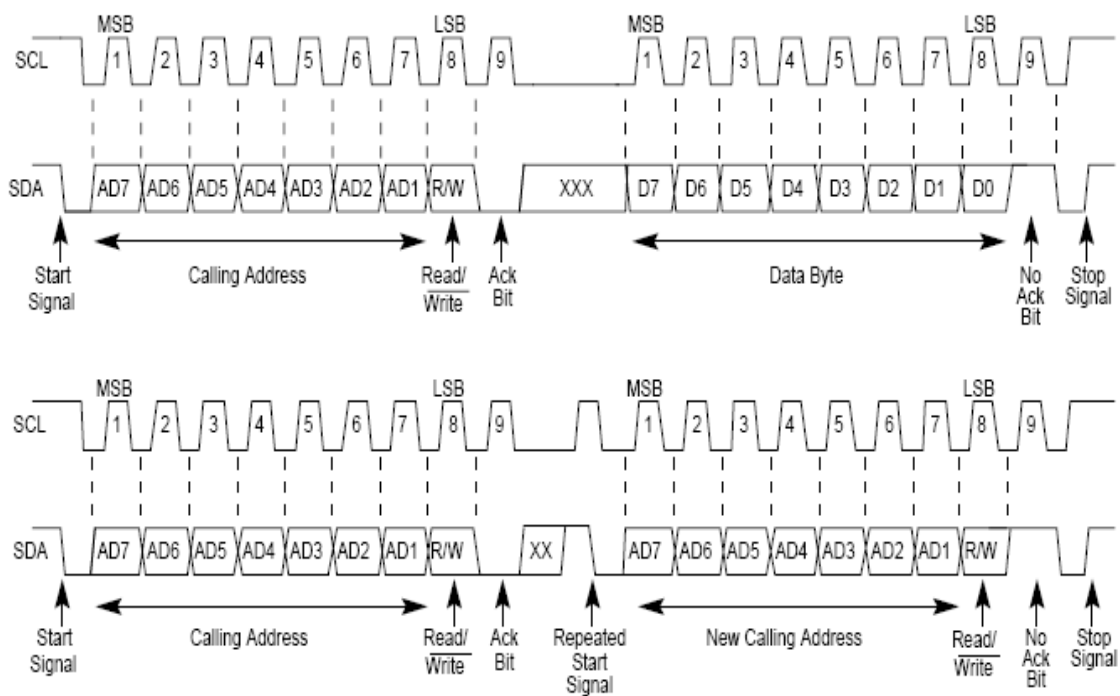 MSB LSB MSB LSB
SCL 1 2 3 4 5 6 7 8 9 1 2 3 4 5 6 7 8 9
SDA AD7 AD6 AD5 AD4 AD3 AD2 AD1 R/W XXX D7 D6 D5 D4 D3 D2 D1 D0
Start Calling Address Read/ Ack Data Byte No Stop
Signal Write Bit Ack Signal
Bit
MSB LSB MSB LSB
SCL 1 2 3 4 5 6 7 8 9 1 2 3 4 5 6 7 8 9
SDA AD7 AD6 AD5 AD4 AD3 AD2 AD1 R/W XX AD7 AD6 AD5 AD4 AD3 AD2 AD1 R/W
Start Calling Address Read/ Ack Repeated New Calling Address Read/ No Stop
Signal Write Bit Start Write Ack Signal
Signal Bit